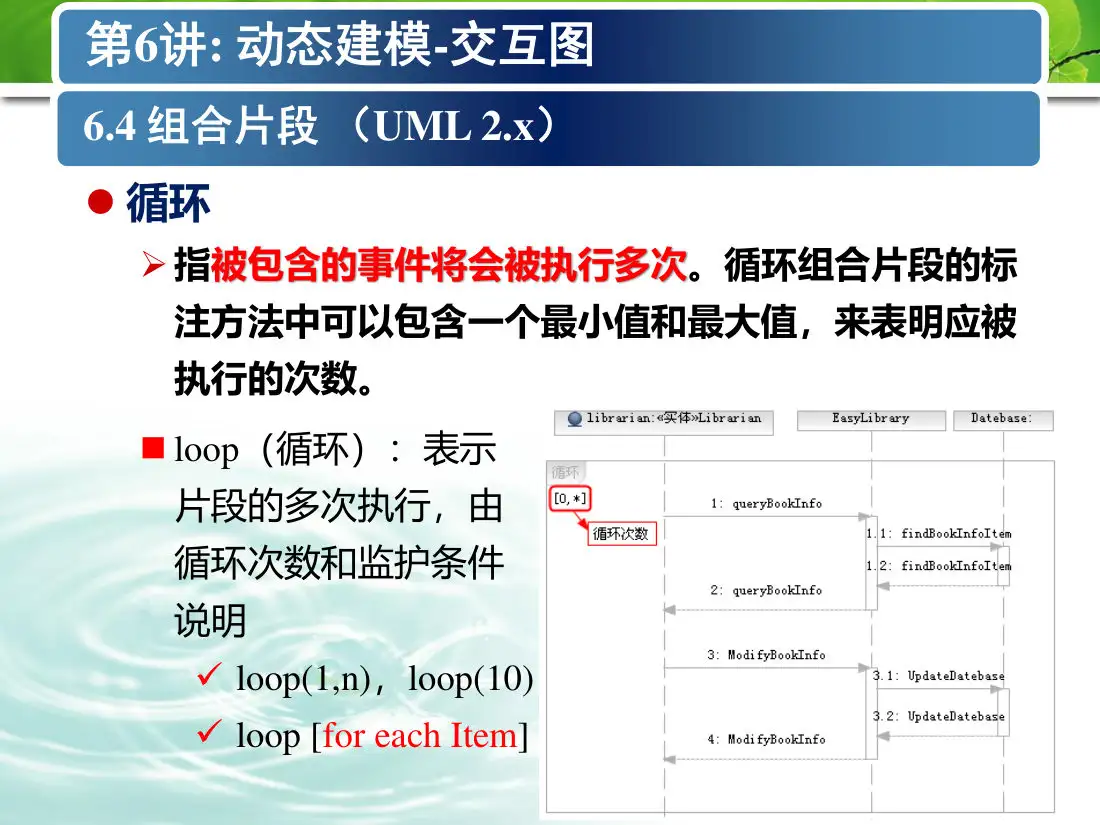 第6讲: 动态建模-交互图
6.4 组合片段 （UML 2.x）
循环
指被包含的事件将会被执行多次。循环组合片段的标
注方法中可以包含一个最小值和最大值，来表明应被
执行的次数。
loop（循环）：表示
片段的多次执行，由
循环次数和监护条件
说明
loop(1,n)，loop(10)
loop [for each Item]
librarian:«实体»Librarian
EasyLibrary
Datebase:
循环
[0,*]
循环次数
1: queryBookInfo
1.1: findBookInfoItem
1.2: findBookInfoItem
2: queryBookInfo
3: ModifyBookInfo
3.1: UpdateDatebase
3.2: UpdateDatebase
4: ModifyBookInfo